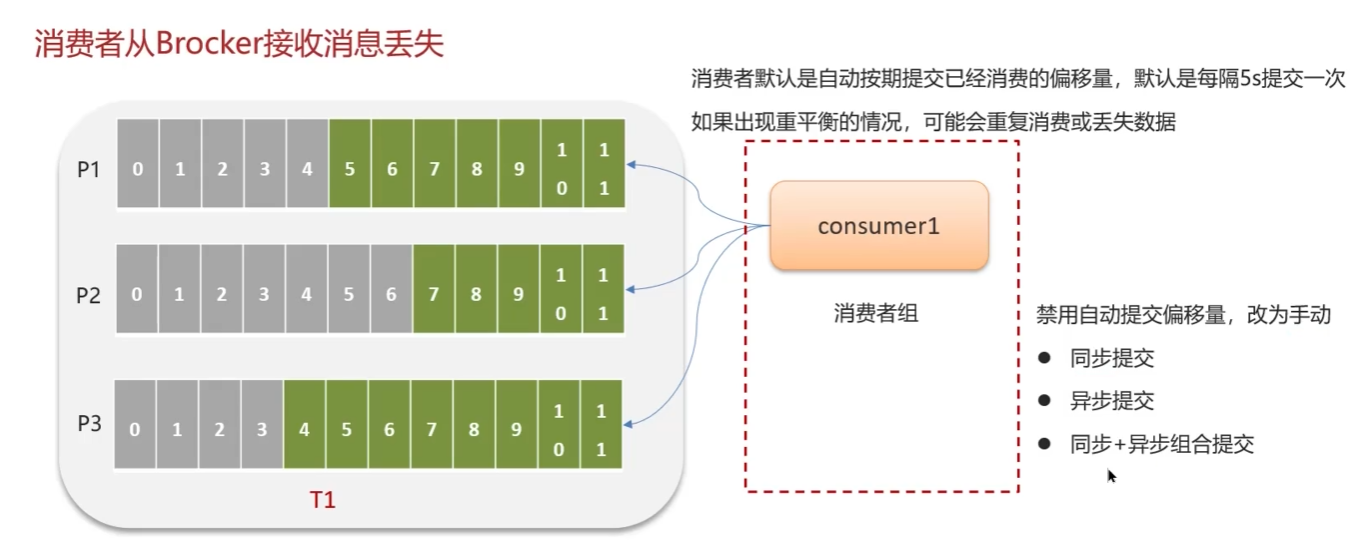 消费者从Brocker接收消息丢失
消费者默认是自动按期提交已经消费的偏移量，默认是每隔5s提交一次
如果出现重平衡的情况，可能会重复消费或丢失数据
P1 0 1 2 3 4 5 6 7 8 9 10 11
consumer1
P2 0 1 2 3 4 5 6 7 8 9 10 11
消费者组
禁用自动提交偏移量，改为手动
● 同步提交
● 异步提交
P3 0 1 2 3 4 5 6 7 8 9 10 11
● 同步+异步组合提交
T1